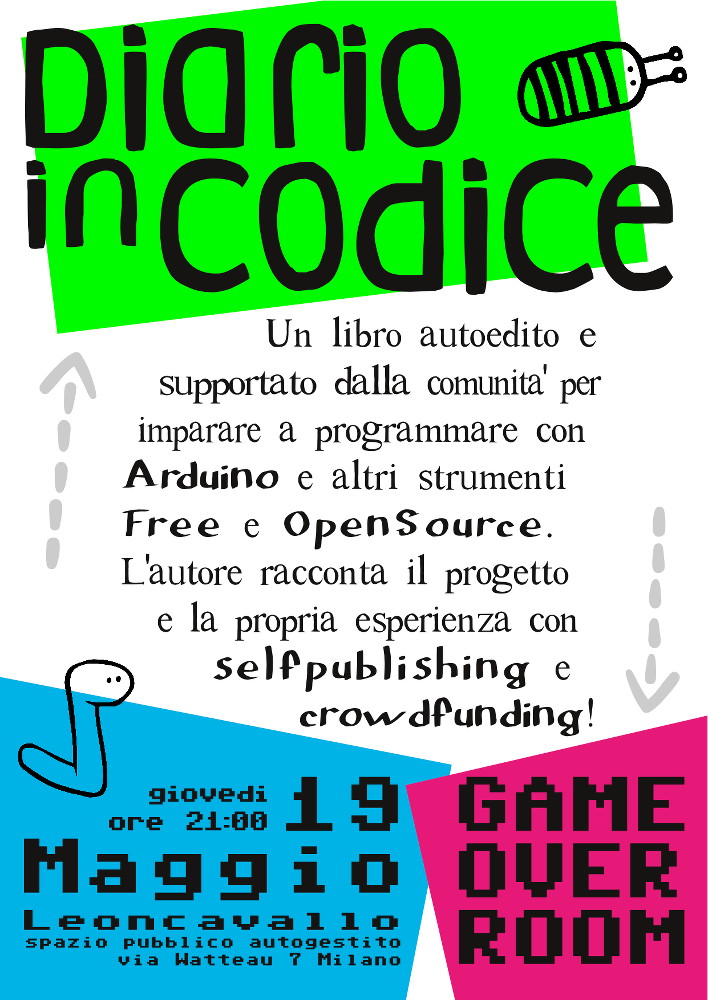 Diario
in codice
Un libro autoedito e
supportato dalla comunita' per
imparare a programmare con
Arduino e altri strumenti
Free e OpenSource.
L'autore racconta il progetto
e la propria esperienza con
selfpublishing e
crowdfunding!
giovedi
ore 21:00 19
Maggio
Leoncavallo
spazio pubblico autogestito
via Watteau 7 Milano
GAME
OVER
ROOM